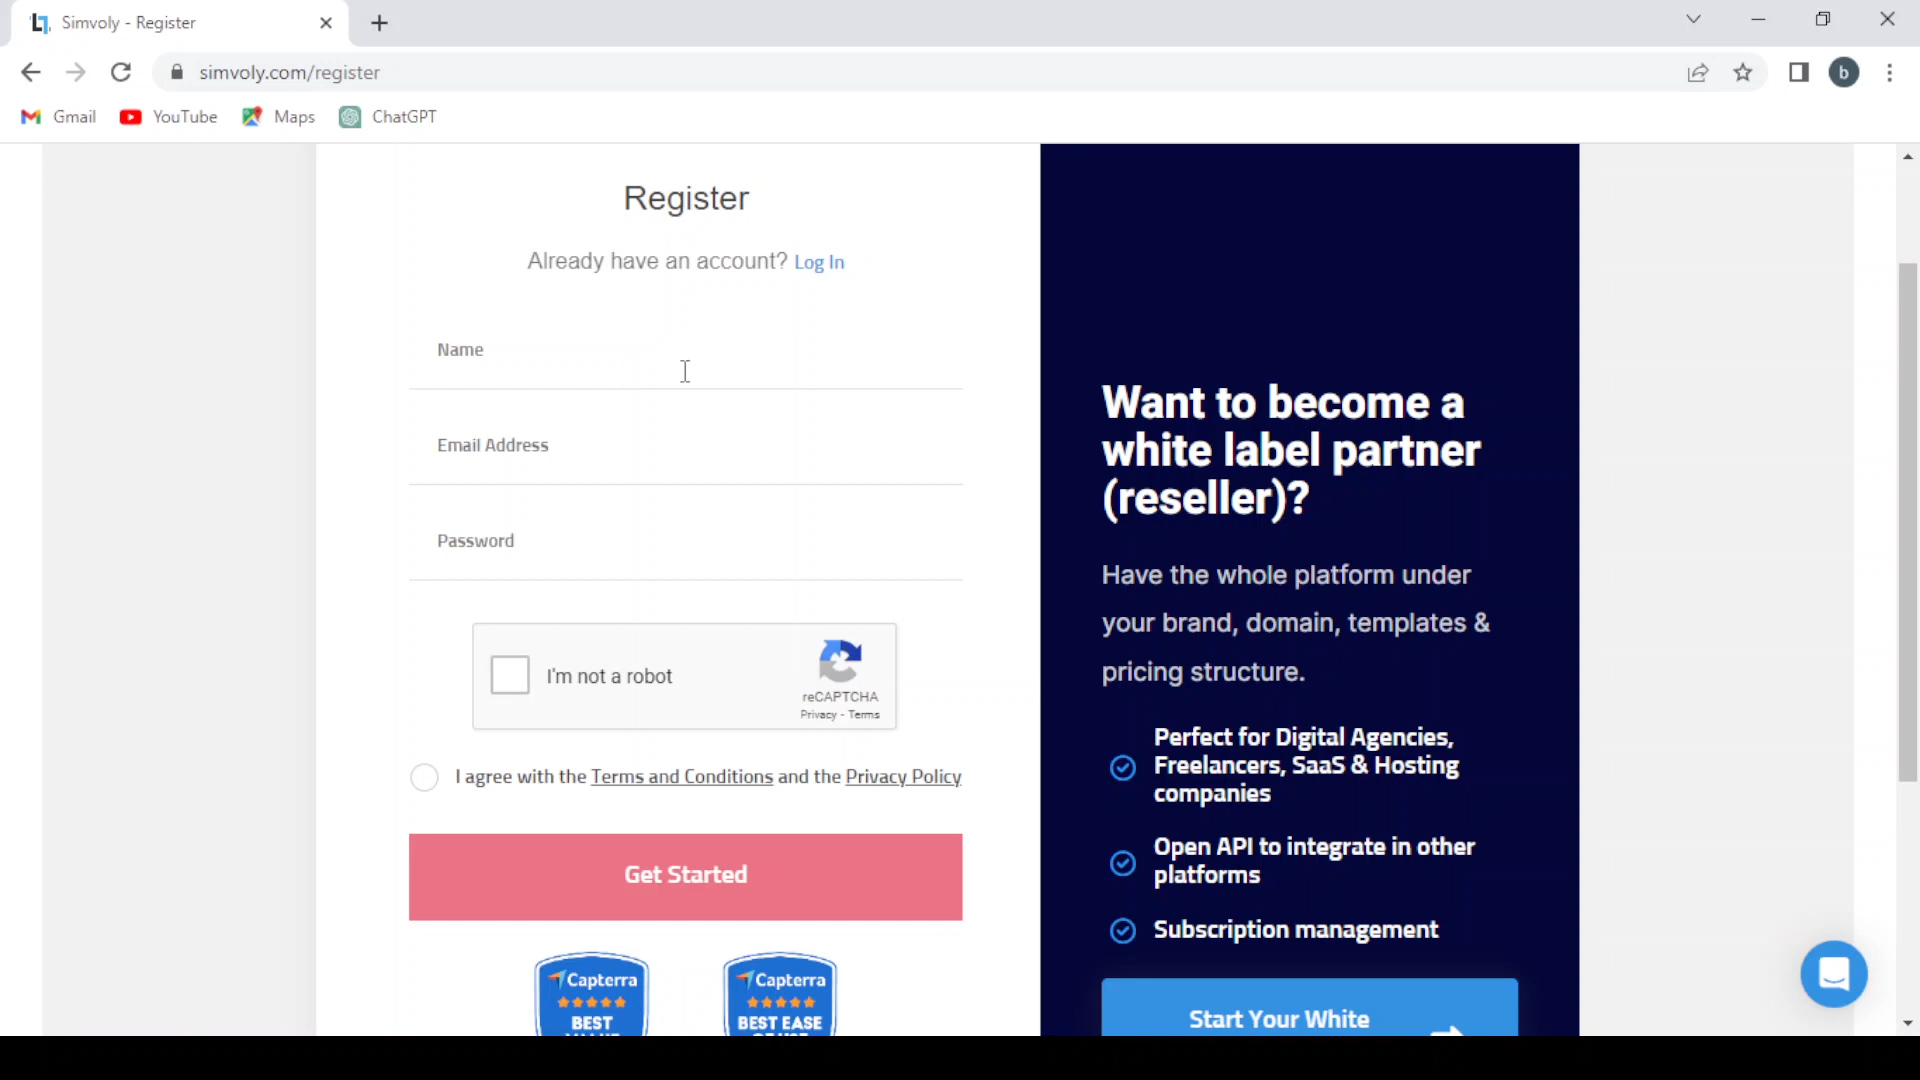 Simvoly - Register
simvoly.com/register
b
Gmail
YouTube
Maps
ChatGPT
Register
Already have an account? Log In
Name
Email Address
Password
I'm not a robot
reCAPTCHA
Privacy - Terms
I agree with the Terms and Conditions and the Privacy Policy
Get Started
Capterra
BEST
Capterra
BEST EASE
Want to become a
white label partner
(reseller)?
Have the whole platform under
your brand, domain, templates &
pricing structure.
Perfect for Digital Agencies,
Freelancers, SaaS & Hosting
companies
Open API to integrate in other
platforms
Subscription management
Start Your White